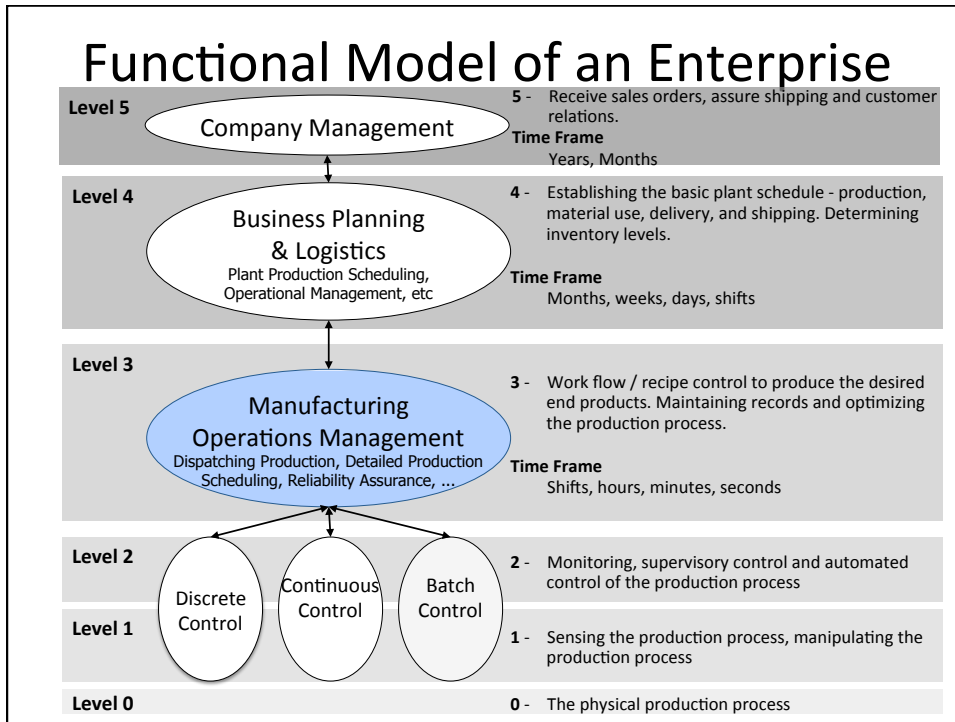 Functional Model of an Enterprise
Level 5
Company Management
5 - Receive sales orders, assure shipping and customer
relations.
Time Frame
Years, Months
Level 4
Business Planning
& Logistics
Plant Production Scheduling,
Operational Management, etc
4 - Establishing the basic plant schedule - production,
material use, delivery, and shipping. Determining
inventory levels.
Time Frame
Months, weeks, days, shifts
Level 3
Manufacturing
Operations Management
Dispatching Production, Detailed Production
Scheduling, Reliability Assurance, ...
3 - Work flow / recipe control to produce the desired
end products. Maintaining records and optimizing
the production process.
Time Frame
Shifts, hours, minutes, seconds
Level 2
Level 1
Discrete
Control
Continuous
Control
Batch
Control
2 - Monitoring, supervisory control and automated
control of the production process
1 - Sensing the production process, manipulating the
production process
Level 0
0 - The physical production process